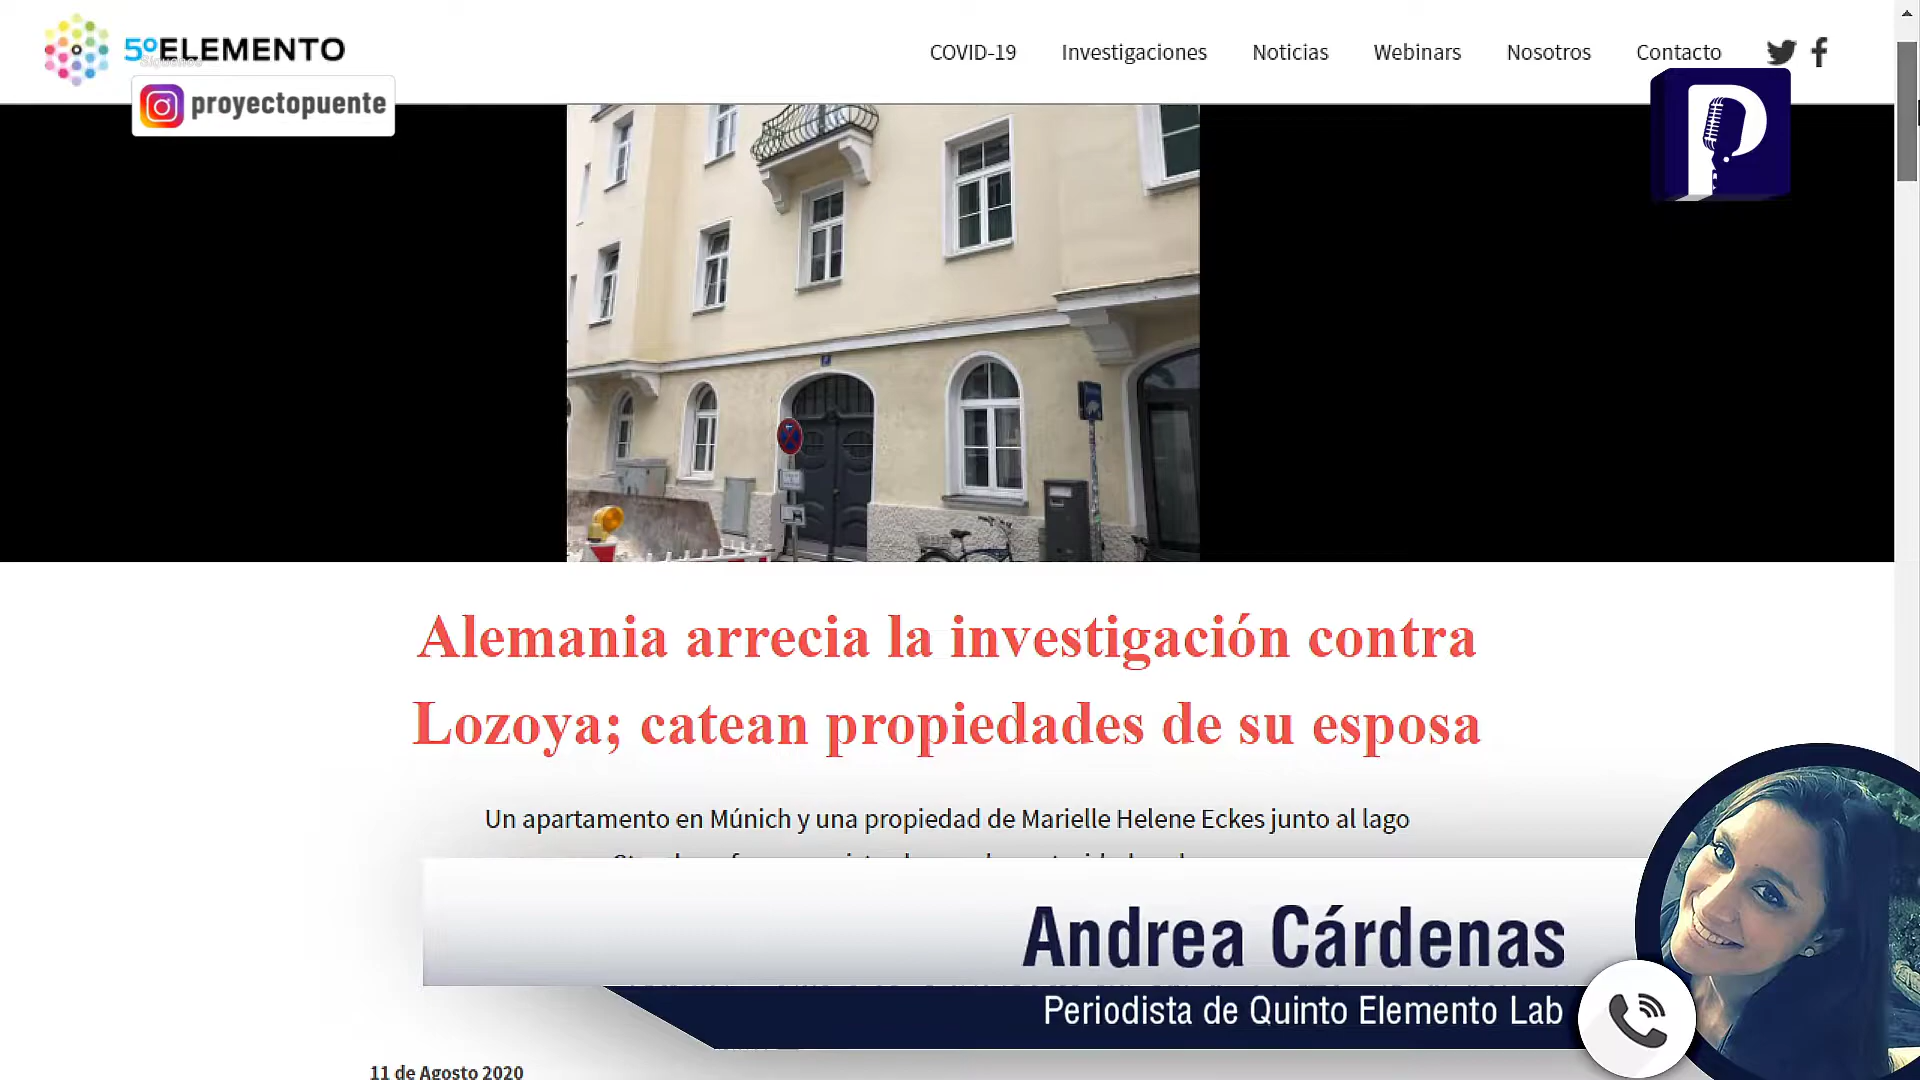 5ºELEMENTO
COVID-19
Investigaciones
Noticias
Webinars
Nosotros
Contacto
Síguenos
proyectopuente
Alemania arrecia la investigación contra
Lozoya; catean propiedades de su esposa
Un apartamento en Múnich y una propiedad de Marielle Helene Eckes junto al lago
Andrea Cárdenas
Periodista de Quinto Elemento Lab
11 de Agosto 2020